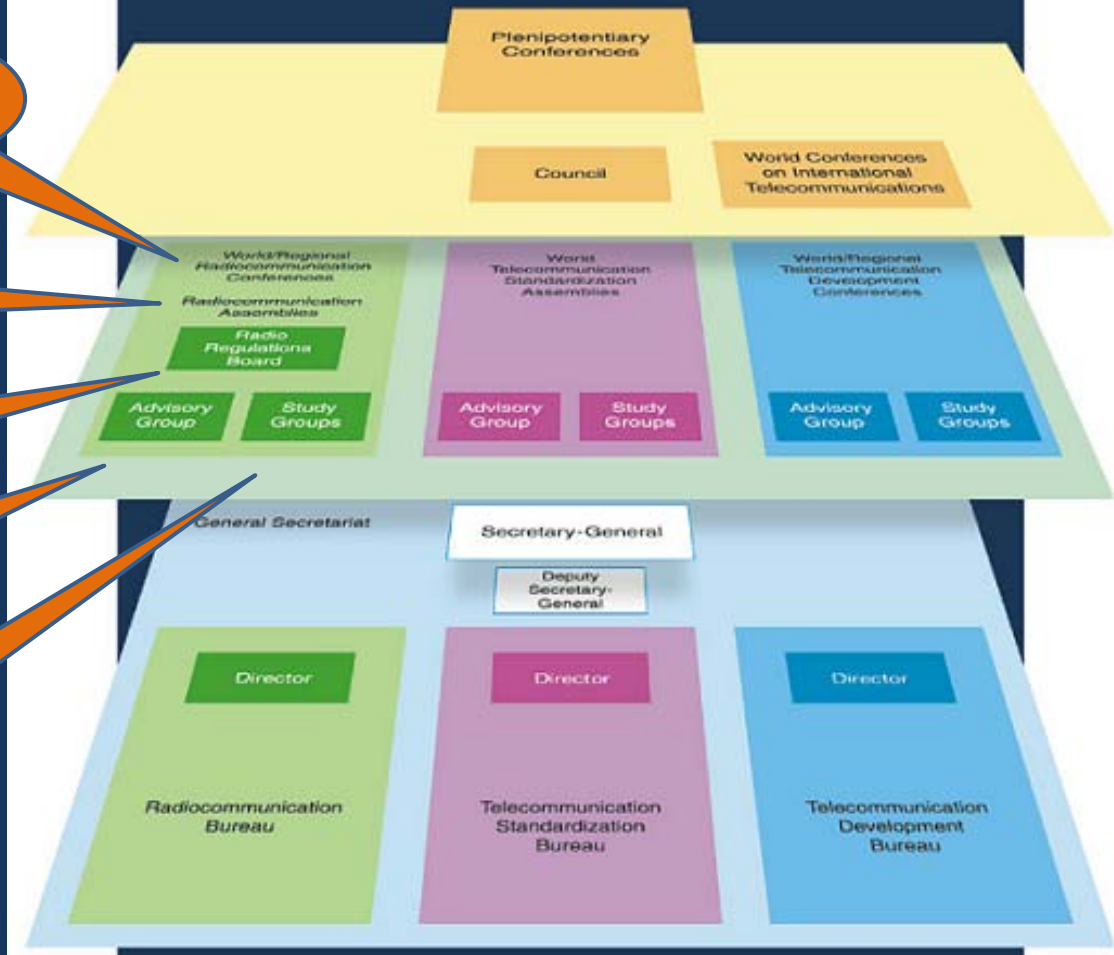 Plenipotentiary
Conferences
Council
World Conferences
on International
Telecommunications
World/Regional
Radiocommunication
Conferences
Radiocommunication
Assemblies
Radio
Regulations
Board
Advisory
Group
Study
Groups
World
Telecommunication
Standardization
Assemblies
Advisory
Group
Study
Groups
World/Regional
Telecommunication
Development
Conferences
Advisory
Group
Study
Groups
General Secretariat
Secretary-General
Deputy
Secretary-
General
Director
Radiocommunication
Bureau
Director
Telecommunication
Standardization
Bureau
Director
Telecommunication
Development
Bureau